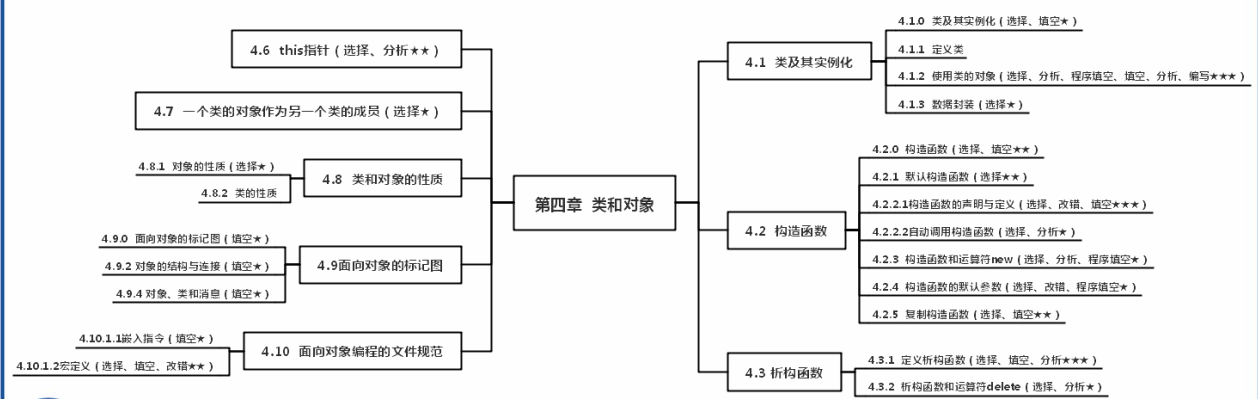 第四章 类和对象
4.1 类及其实例化
4.1.0 类及其实例化（选择、填空★）
4.1.1 定义类
4.1.2 使用类的对象（选择、分析、程序填空、填空、分析、编写★★★）
4.1.3 数据封装（选择★）
4.2 构造函数
4.2.0 构造函数（选择、填空★★）
4.2.1 默认构造函数（选择★★）
4.2.2.1构造函数的声明与定义（选择、改错、填空★★★）
4.2.2.2自动调用构造函数（选择、分析★）
4.2.3 构造函数和运算符new（选择、分析、程序填空★）
4.2.4 构造函数的默认参数（选择、改错、程序填空★）
4.2.5 复制构造函数（选择、填空★★）
4.3 析构函数
4.3.1 定义析构函数（选择、填空、分析★★★）
4.3.2 析构函数和运算符delete（选择、分析★）
4.6 this指针（选择、分析★★）
4.7 一个类的对象作为另一个类的成员（选择★）
4.8 类和对象的性质
4.8.1 对象的性质（选择★）
4.8.2 类的性质
4.9面向对象的标记图
4.9.0 面向对象的标记图（填空★）
4.9.2 对象的结构与连接（填空★）
4.9.4 对象、类和消息（填空★）
4.10 面向对象编程的文件规范
4.10.1.1嵌入指令（填空★）
4.10.1.2宏定义（选择、填空、改错★★）